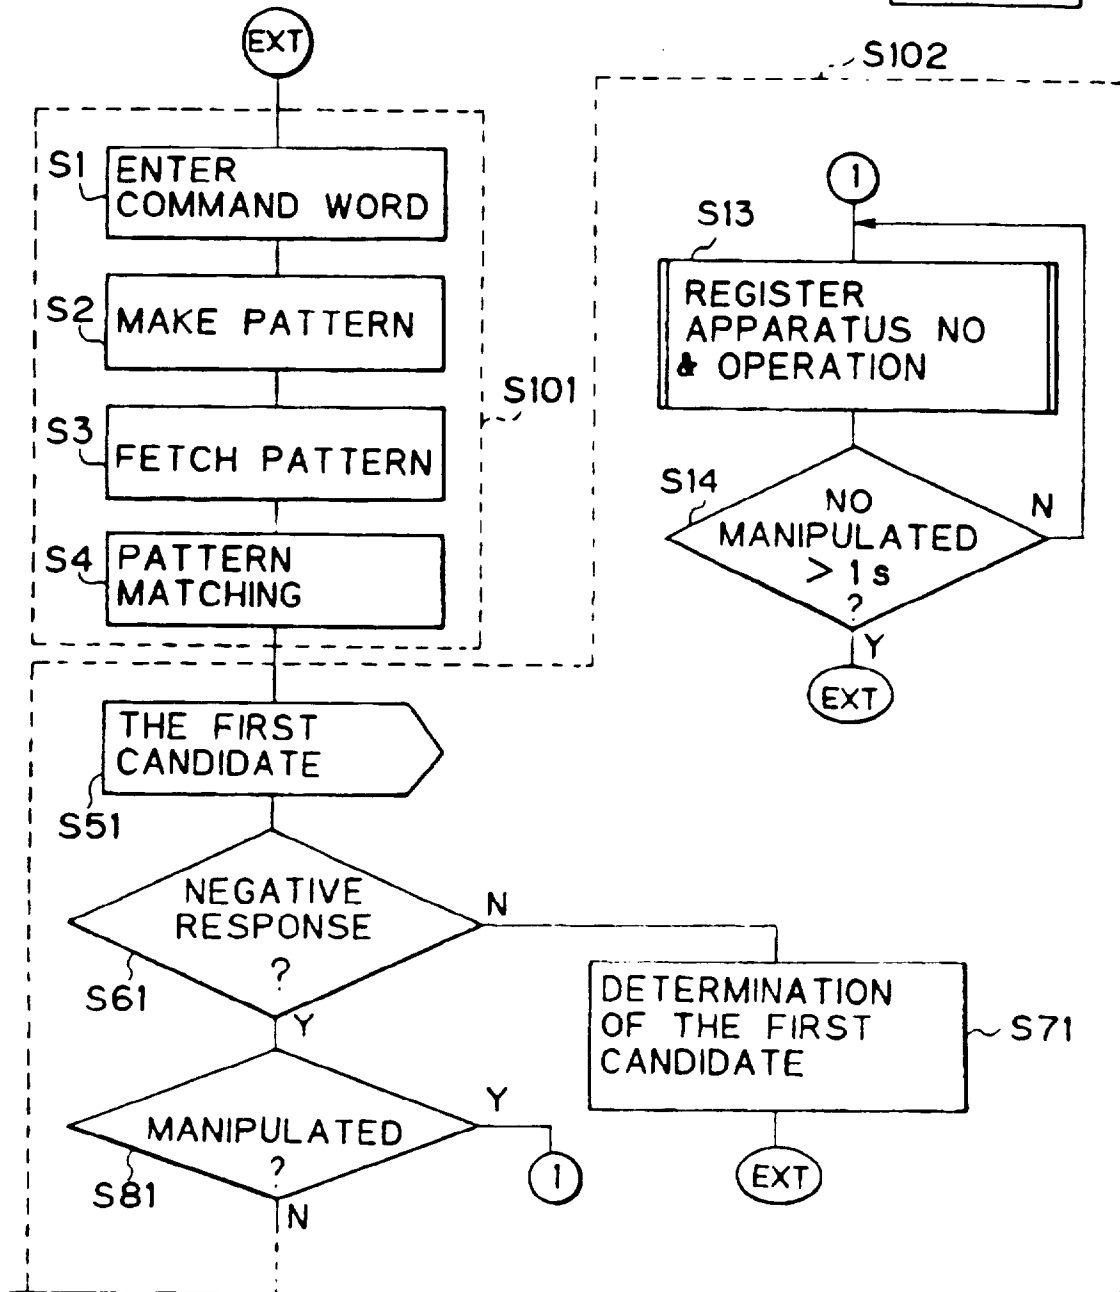 EXT
S1
ENTER
COMMAND WORD
S2
MAKE PATTERN
S3
FETCH PATTERN
S4
PATTERN
MATCHING
S101
THE FIRST
CANDIDATE
S51
NEGATIVE
RESPONSE
?
S61
N
Y
DETERMINATION
OF THE FIRST
CANDIDATE
S71
EXT
MANIPULATED
?
S81
Y
1
N
S102
1
S13
REGISTER
APPARATUS NO
& OPERATION
S14
NO
MANIPULATED
> 1 s
?
N
Y
EXT